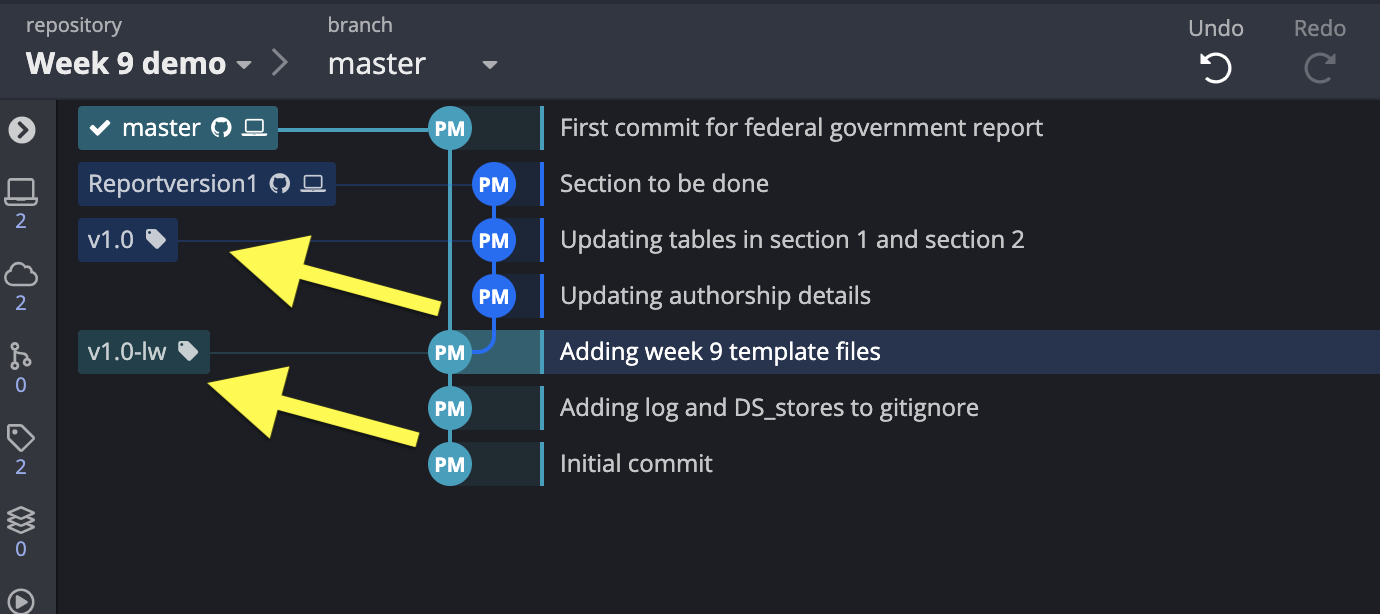 repository
branch
Undo
Redo
Week 9 demo
master
master
PM
First commit for federal government report
Reportversion1
PM
Section to be done
2
v1.0
PM
Updating tables in section 1 and section 2
PM
Updating authorship details
2
v1.0-lw
PM
Adding week 9 template files
0
PM
Adding log and DS_stores to gitignore
PM
Initial commit
2
0